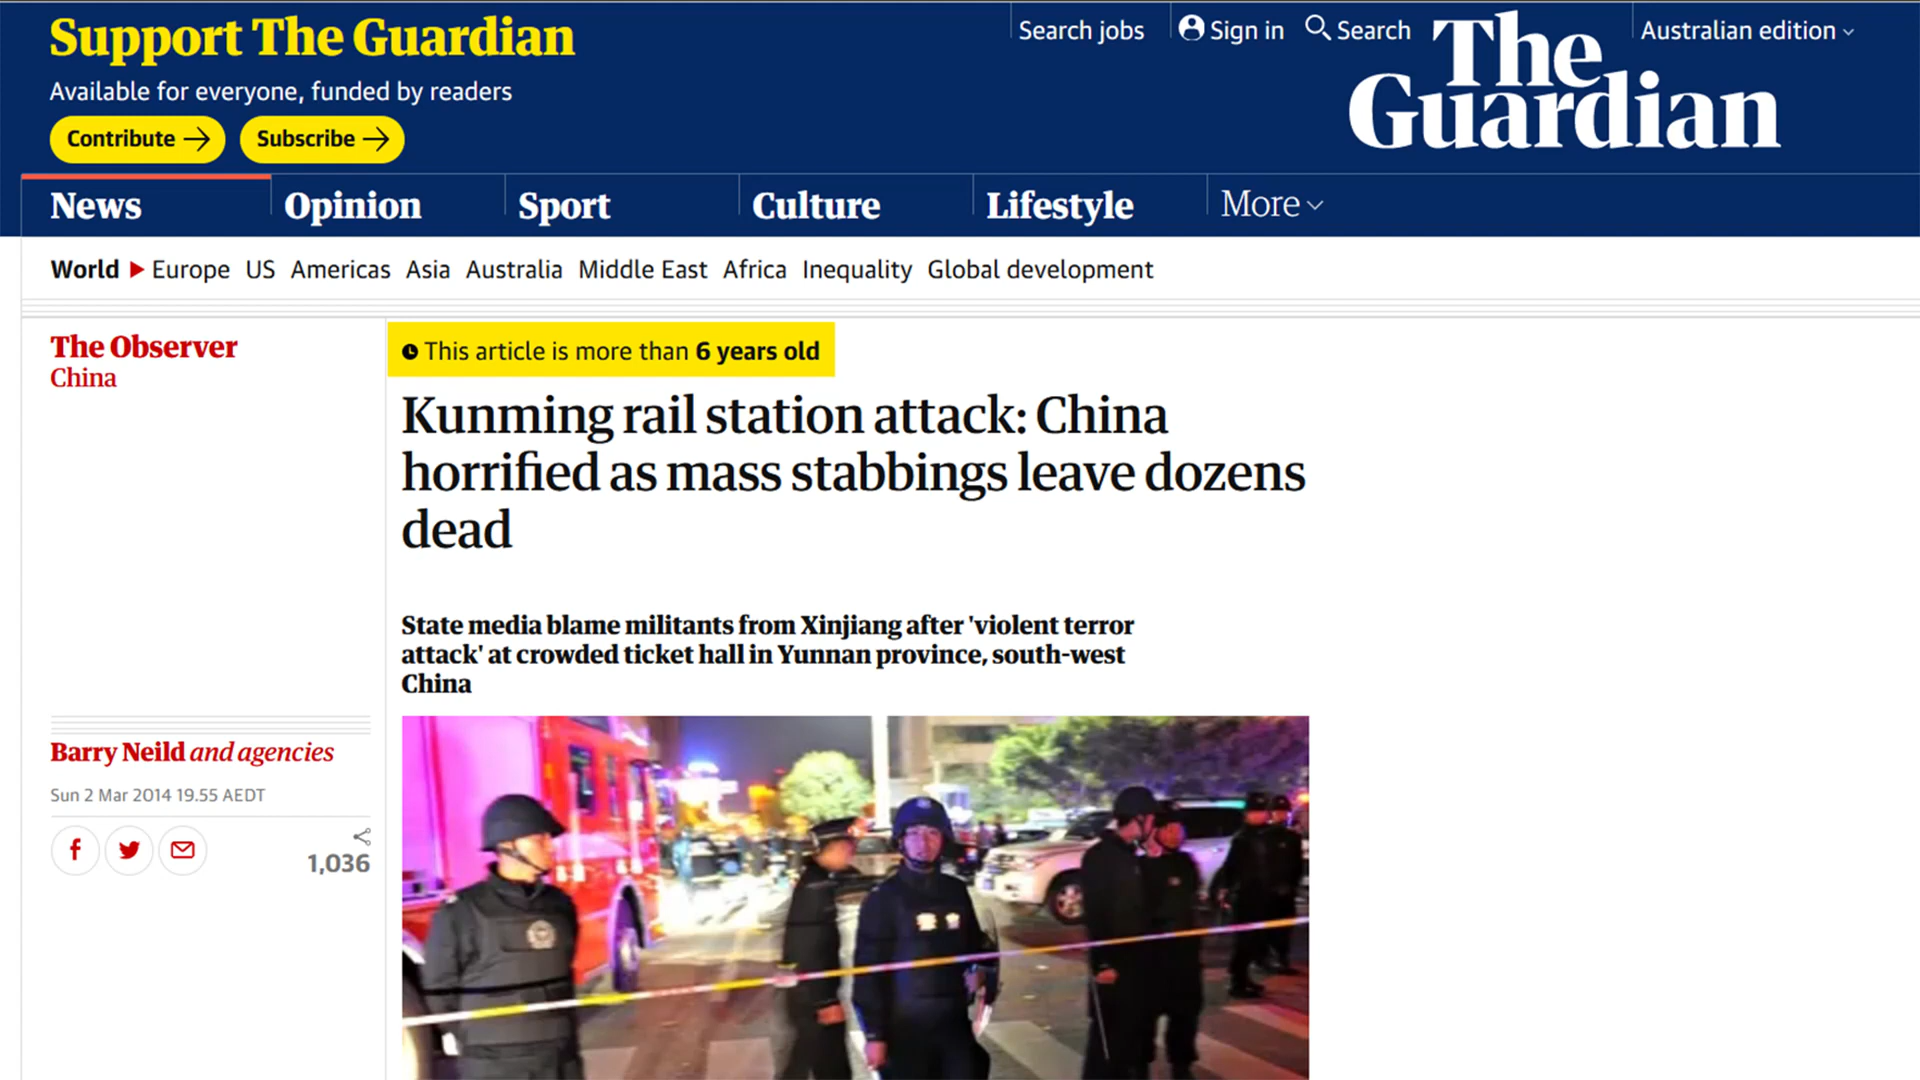 Support The Guardian
Available for everyone, funded by readers
Contribute
Subscribe
Search jobs
Sign in
Search
Australian edition
The
Guardian
News
Opinion
Sport
Culture
Lifestyle
More
World
Europe
US
Americas
Asia
Australia
Middle East
Africa
Inequality
Global development
The Observer
China
This article is more than 6 years old
Kunming rail station attack: China
horrified as mass stabbings leave dozens
dead
State media blame militants from Xinjiang after 'violent terror
attack' at crowded ticket hall in Yunnan province, south-west
China
Barry Neild and agencies
Sun 2 Mar 2014 19.55 AEDT
1,036